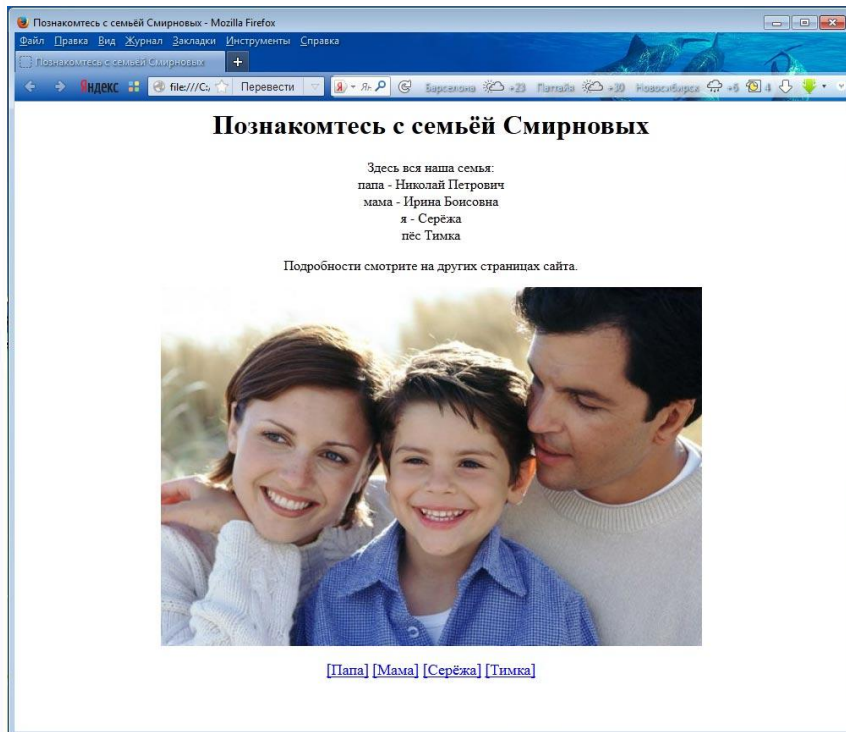 Познакомтесь с семьёй Смирновых - Mozilla Firefox
Файл Правка Вид Журнал Закладки Инструменты Справка
Познакомтесь с семьёй Смирновых +
Яндекс file:///C:/ Перевести Я Барселона +23 Паттайя +30 Новосибирск +6 4
Познакомтесь с семьёй Смирновых
Здесь вся наша семья:
папа - Николай Петрович
мама - Ирина Боисовна
я - Серёжа
пёс Тимка
Подробности смотрите на других страницах сайта.
[Папа] [Мама] [Серёжа] [Тимка]